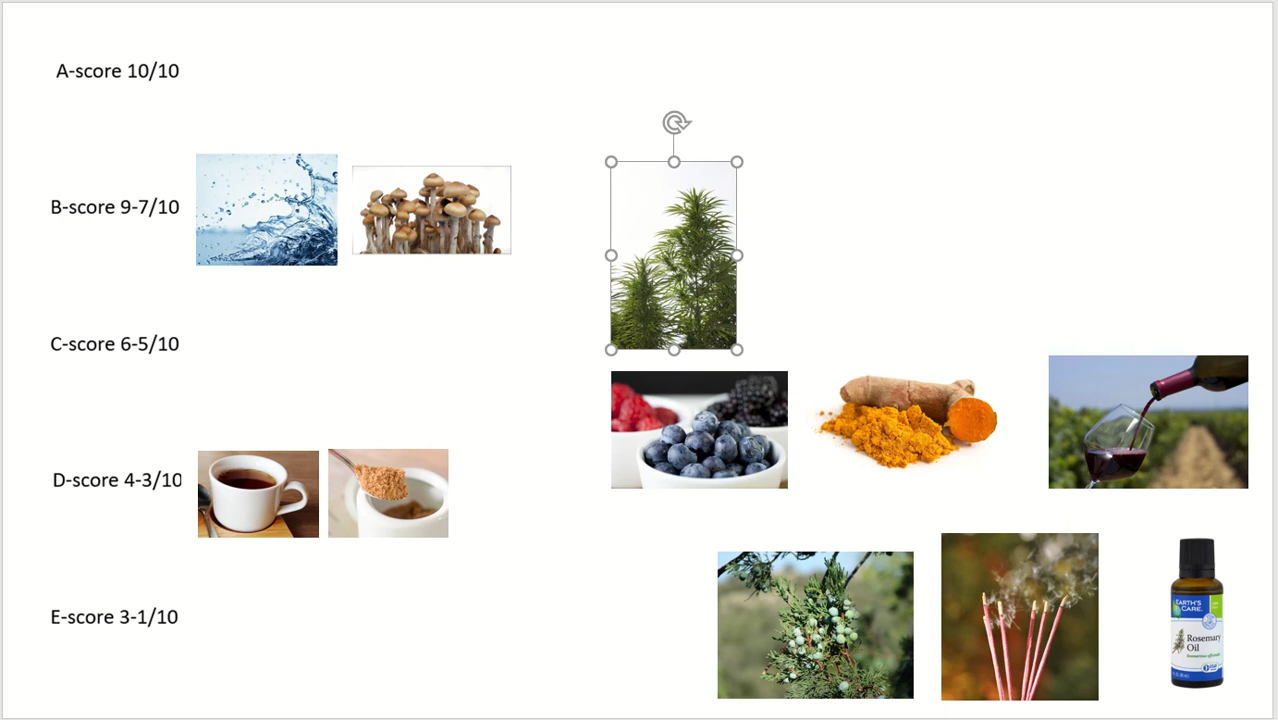 A-score 10/10
B-score 9-7/10
C-score 6-5/10
D-score 4-3/10
E-score 3-1/10
EARTH'S
CARE
Rosemary
Oil